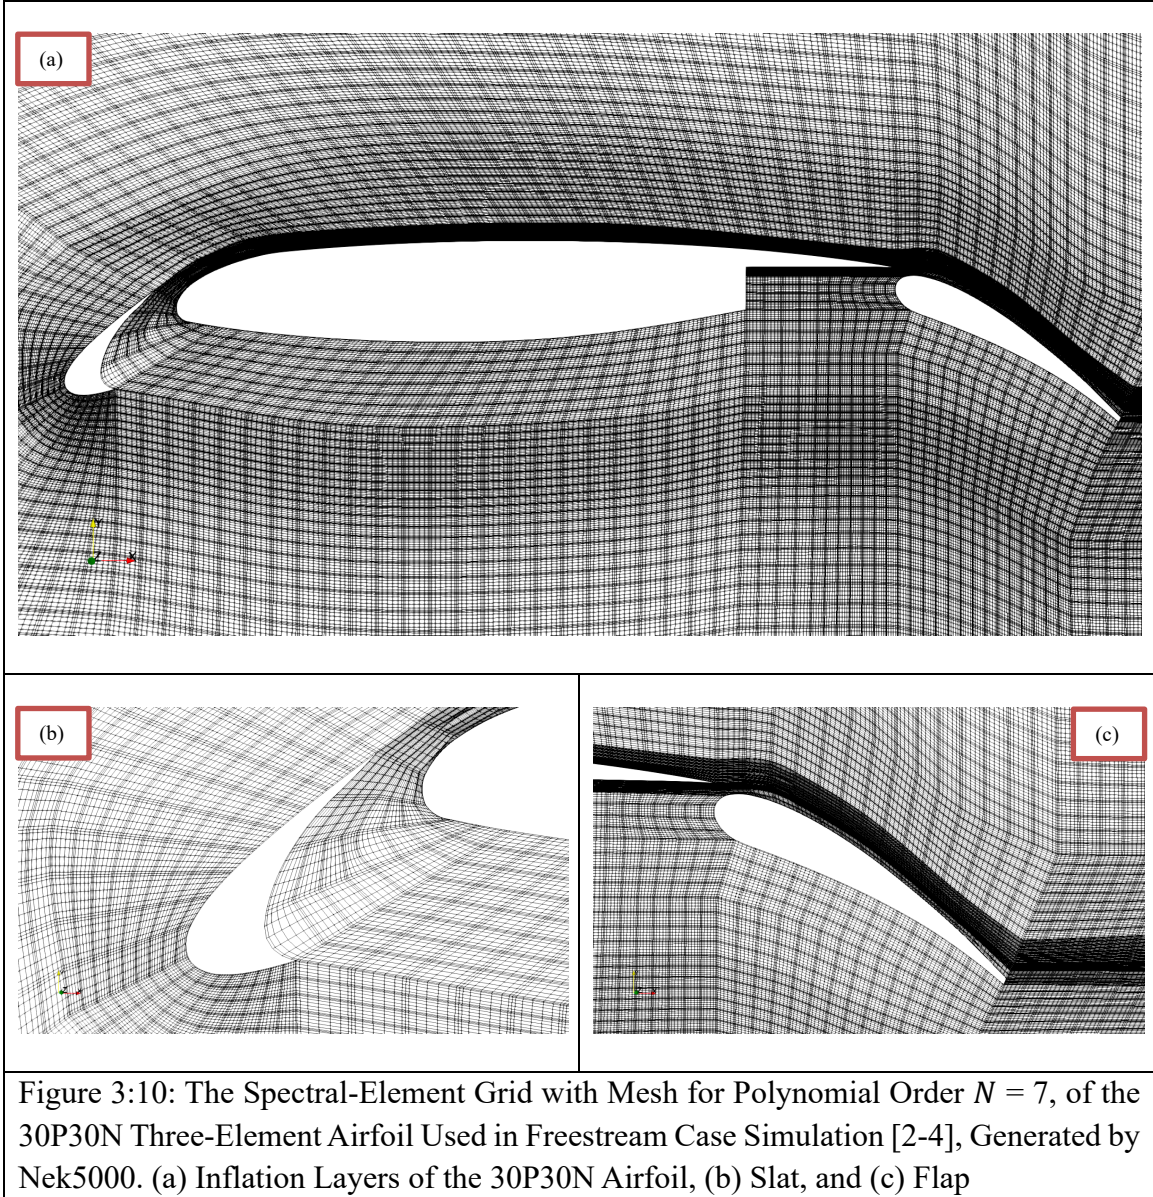 (a)
Y
X
Z
(b)
(c)
Figure 3:10: The Spectral-Element Grid with Mesh for Polynomial Order N = 7, of the
30P30N Three-Element Airfoil Used in Freestream Case Simulation [2-4], Generated by
Nek5000. (a) Inflation Layers of the 30P30N Airfoil, (b) Slat, and (c) Flap